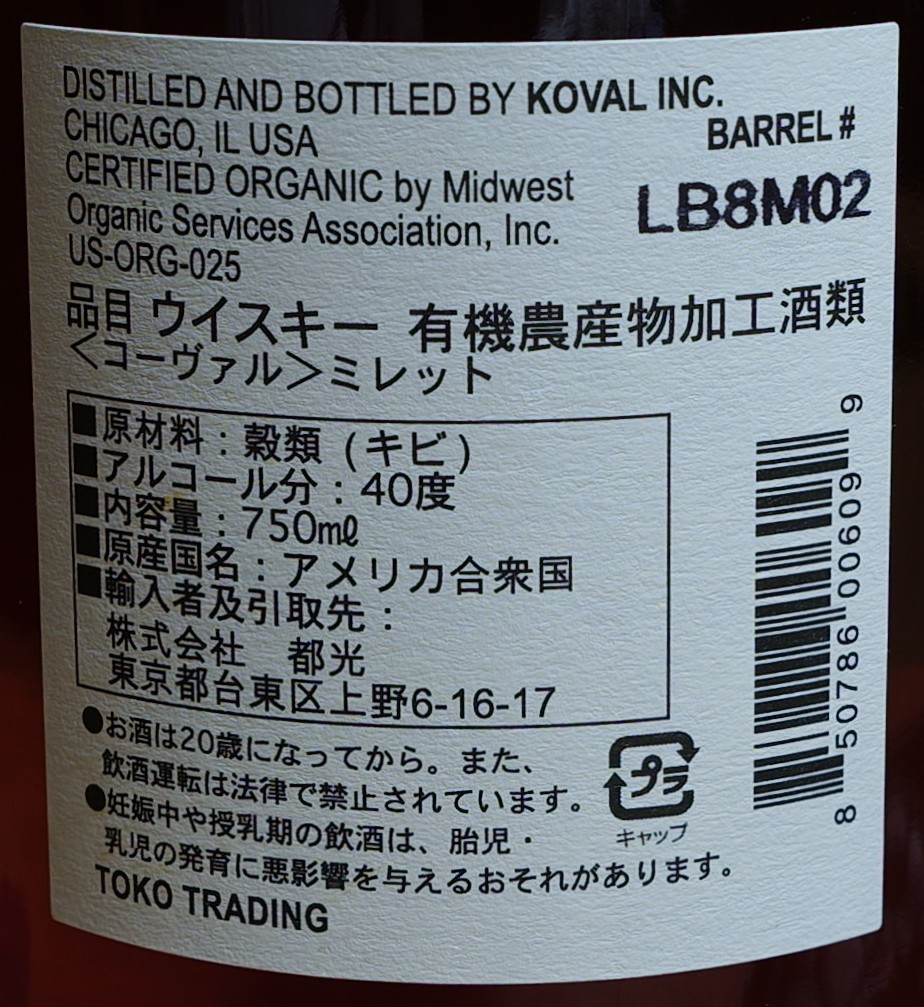 DISTILLED AND BOTTLED BY KOVAL INC.
CHICAGO, IL USA
BARREL #
CERTIFIED ORGANIC by Midwest
LB8M02
Organic Services Association, Inc.
US-ORG-025
品目 ウイスキー 有機農産物加工酒類
＜コーヴァル＞ミレット
■原材料：穀類（キビ）
■アルコール分：40度
■内容量：750㎖
■原産国名：アメリカ合衆国
■輸入者及引取先：
株式会社　都光
東京都台東区上野6-16-17
●お酒は20歳になってから。また、
飲酒運転は法律で禁止されています。
●妊娠中や授乳期の飲酒は、胎児・
乳児の発育に悪影響を与えるおそれがあります。
プラ
キャップ
TOKO TRADING
8 50786 00609 9